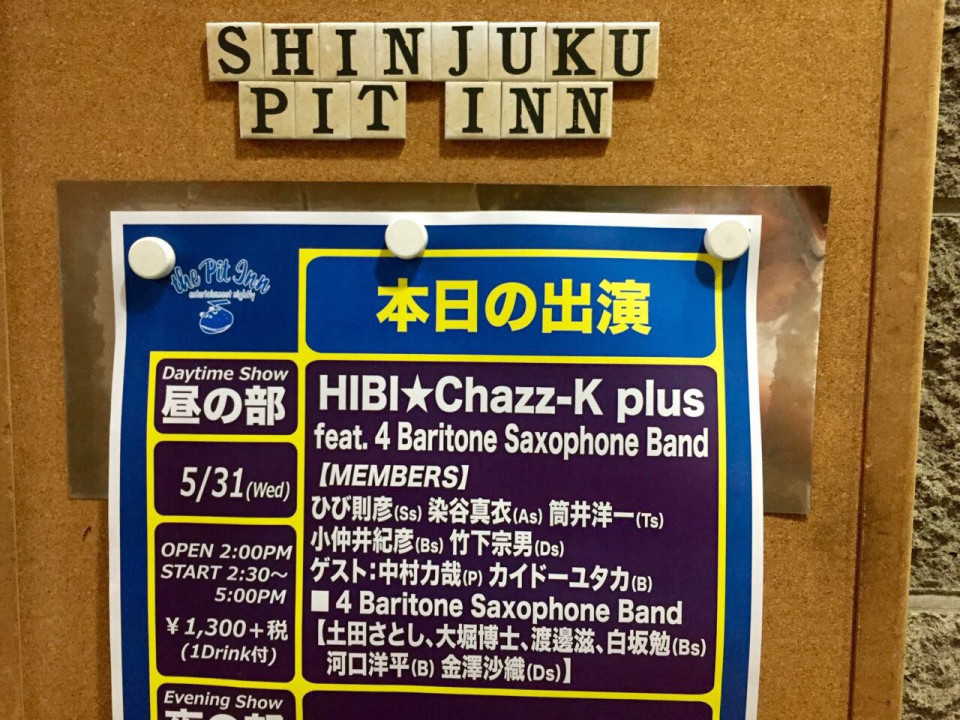 SHINJUKU
PIT INN
the Pit Inn
entertainment nightly
本日の出演
Daytime Show
昼の部
5/31(Wed)
OPEN 2:00PM
START 2:30〜
5:00PM
¥1,300+税
(1Drink付)
HIBI★Chazz-K plus
feat. 4 Baritone Saxophone Band
【MEMBERS】
ひび則彦(Ss) 染谷真衣(As) 筒井洋一(Ts)
小仲井紀彦(Bs) 竹下宗男(Ds)
ゲスト:中村力哉(P) カイドーユタカ(B)
■ 4 Baritone Saxophone Band
【土田さとし、大堀博士、渡邊滋、白坂勉(Bs)
河口洋平(B) 金澤沙織(Ds)】
Evening Show
夜の部